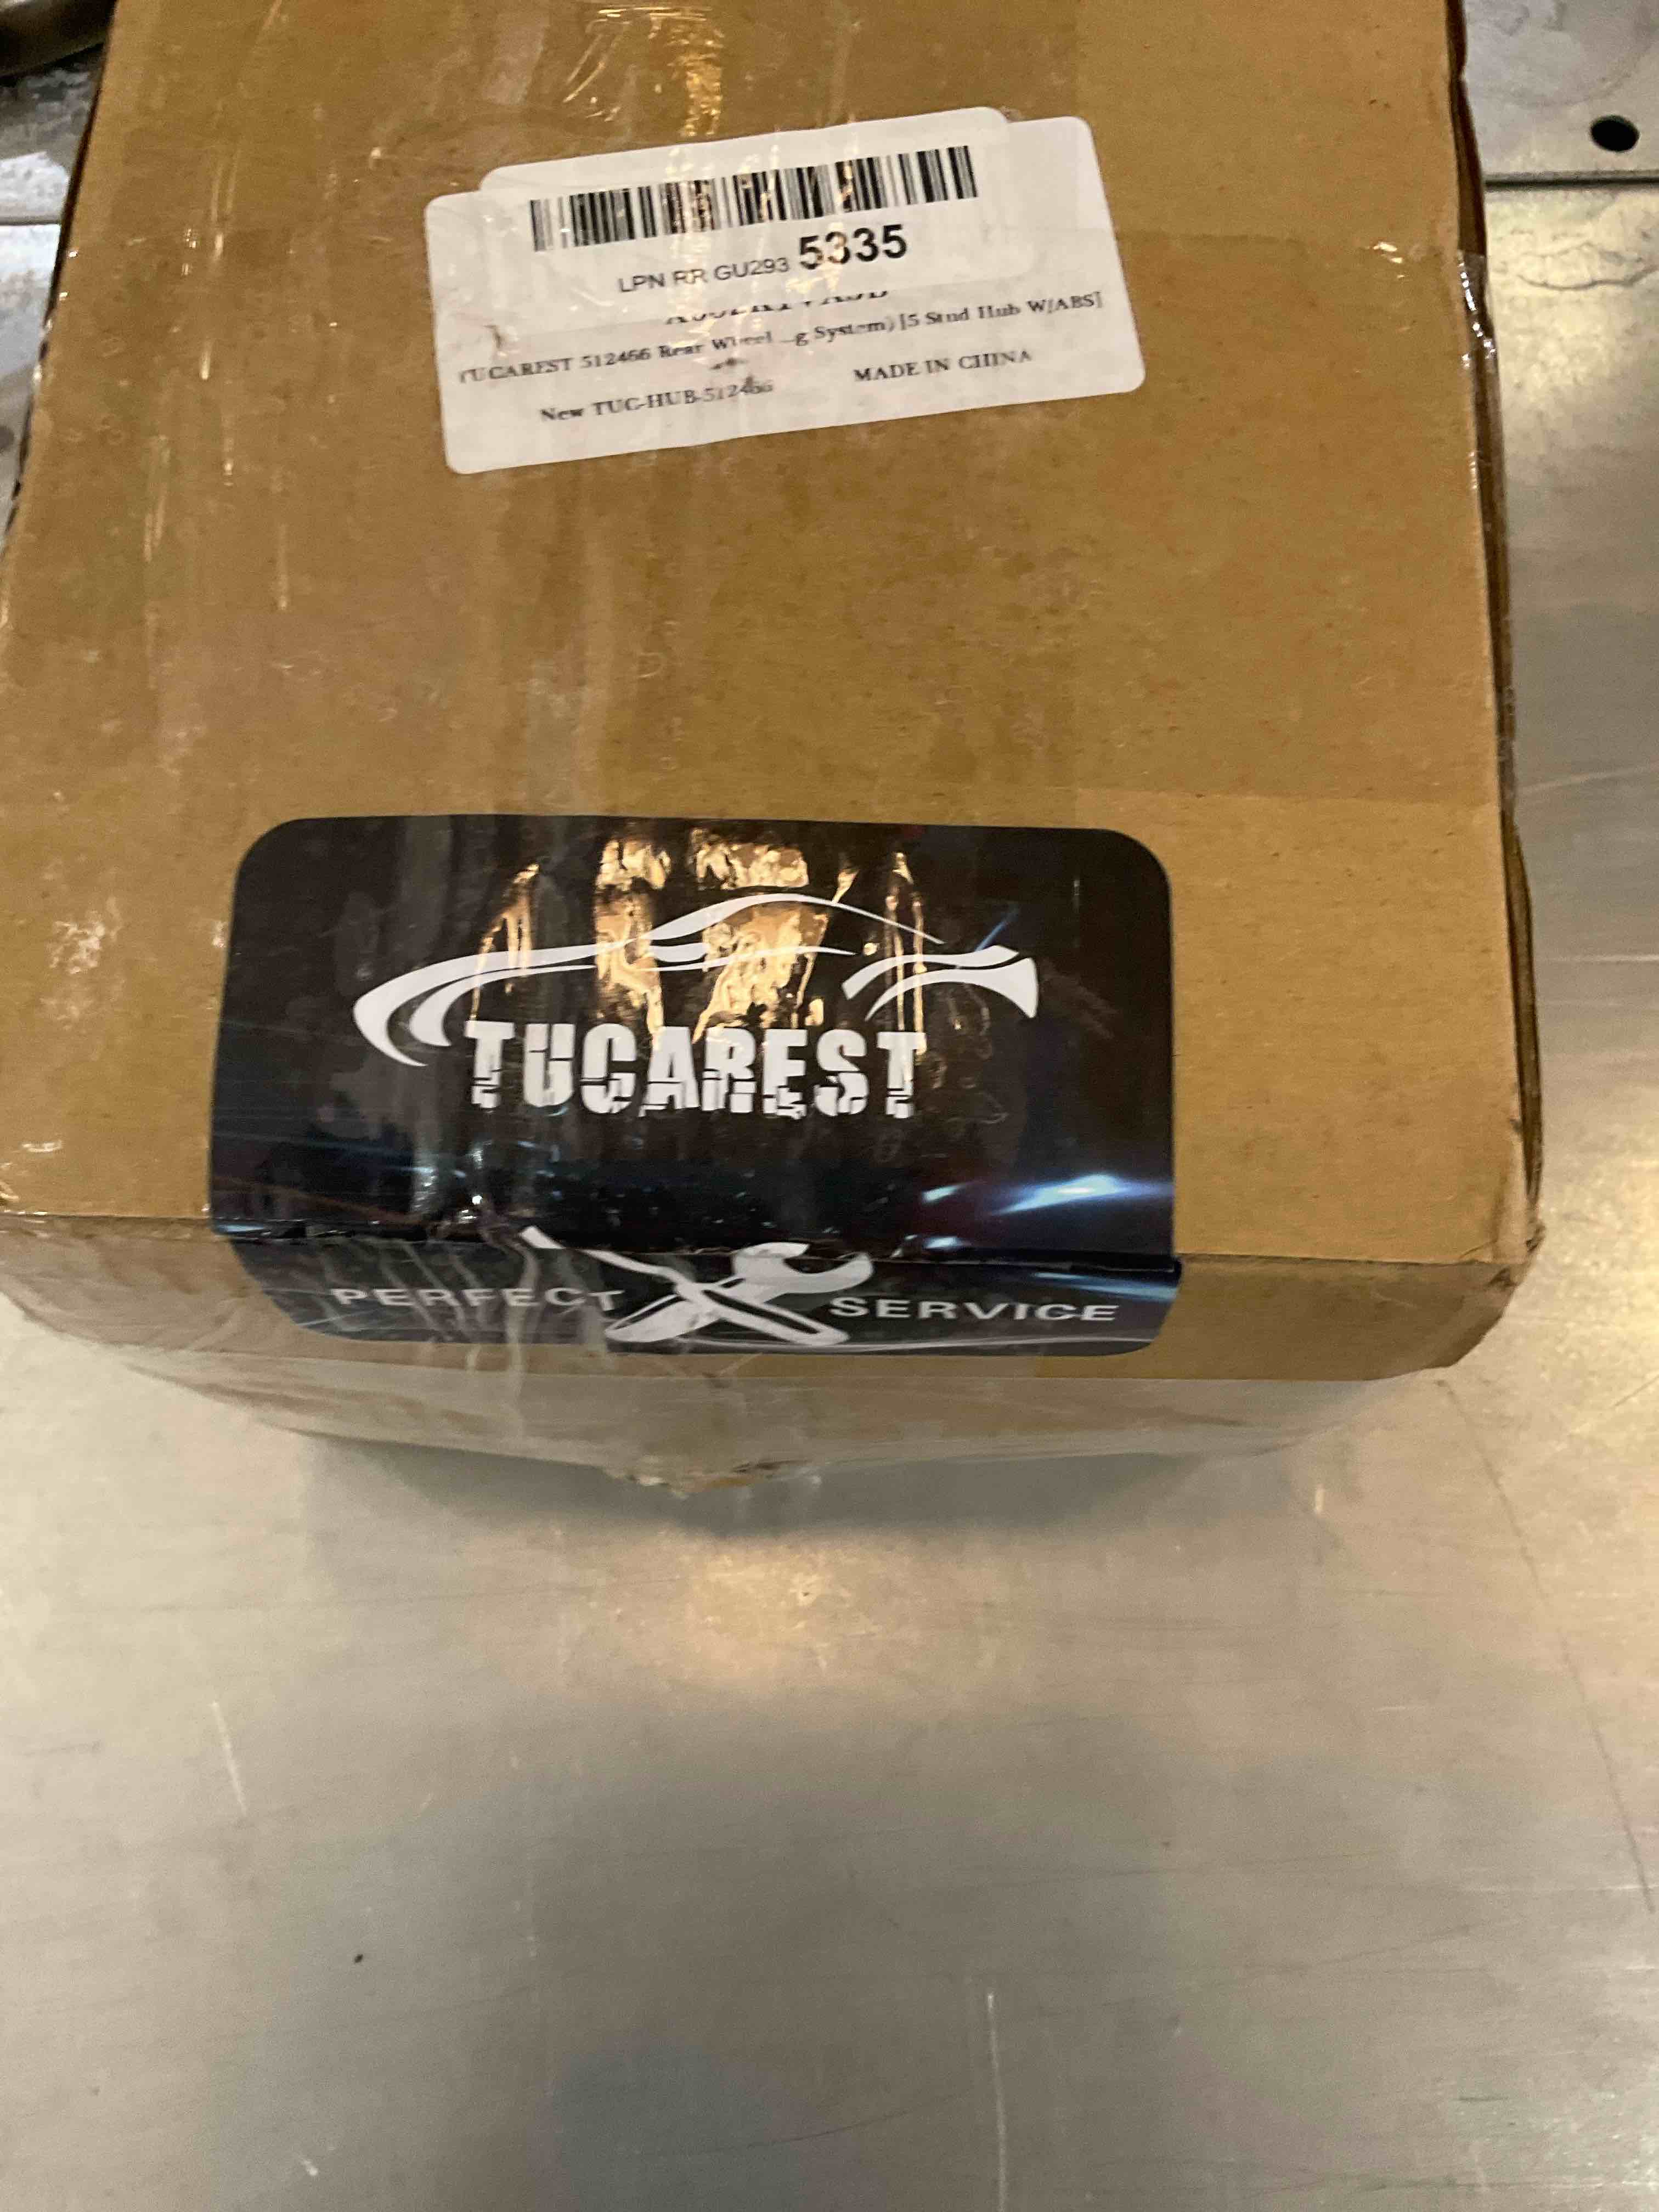 LPN RR GU293 5335
TUCAREST 512466 Rear Wheel ...g System) [5 Stud Hub W/ABS]
New TUC-HUB-512466 MADE IN CHINA
TUCAREST
PERFECT SERVICE